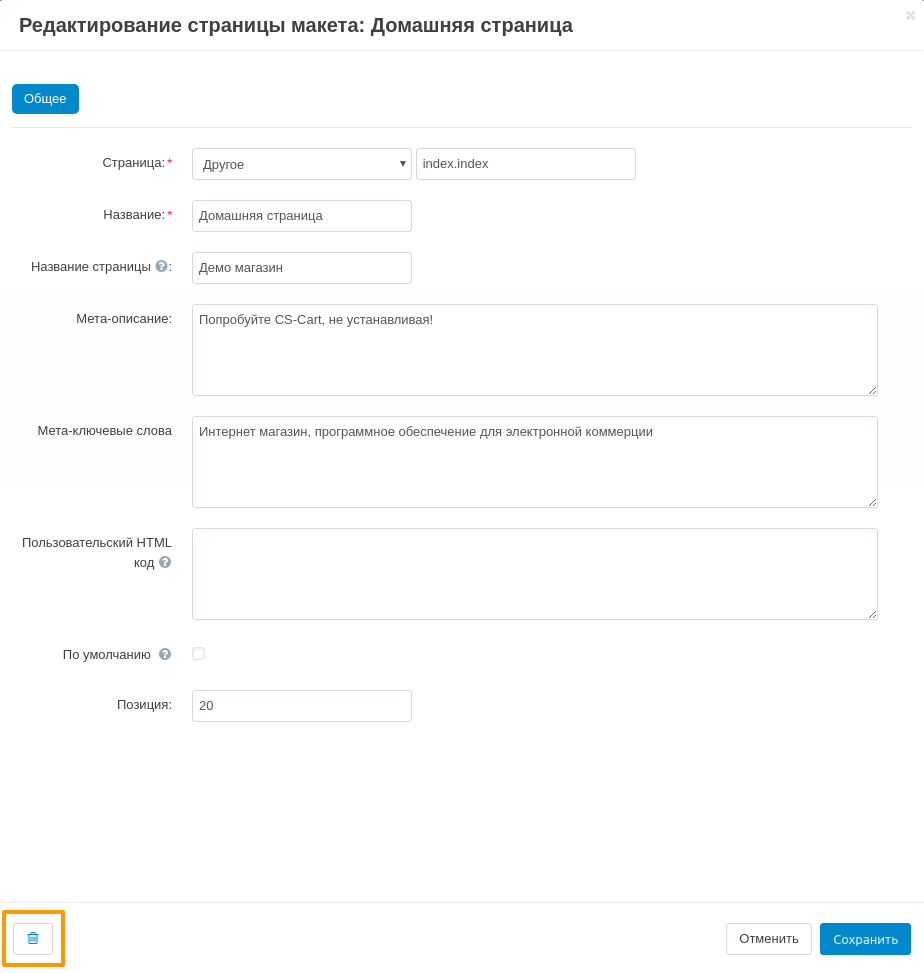 Редактирование страницы макета: Домашняя страница
Общее
Страница:* Другое index.index
Название:* Домашняя страница
Название страницы ?: Демо магазин
Мета-описание: Попробуйте CS-Cart, не устанавливая!
Мета-ключевые слова Интернет магазин, программное обеспечение для электронной коммерции
Пользовательский HTML
код ?
По умолчанию ?
Позиция: 20
Отменить Сохранить